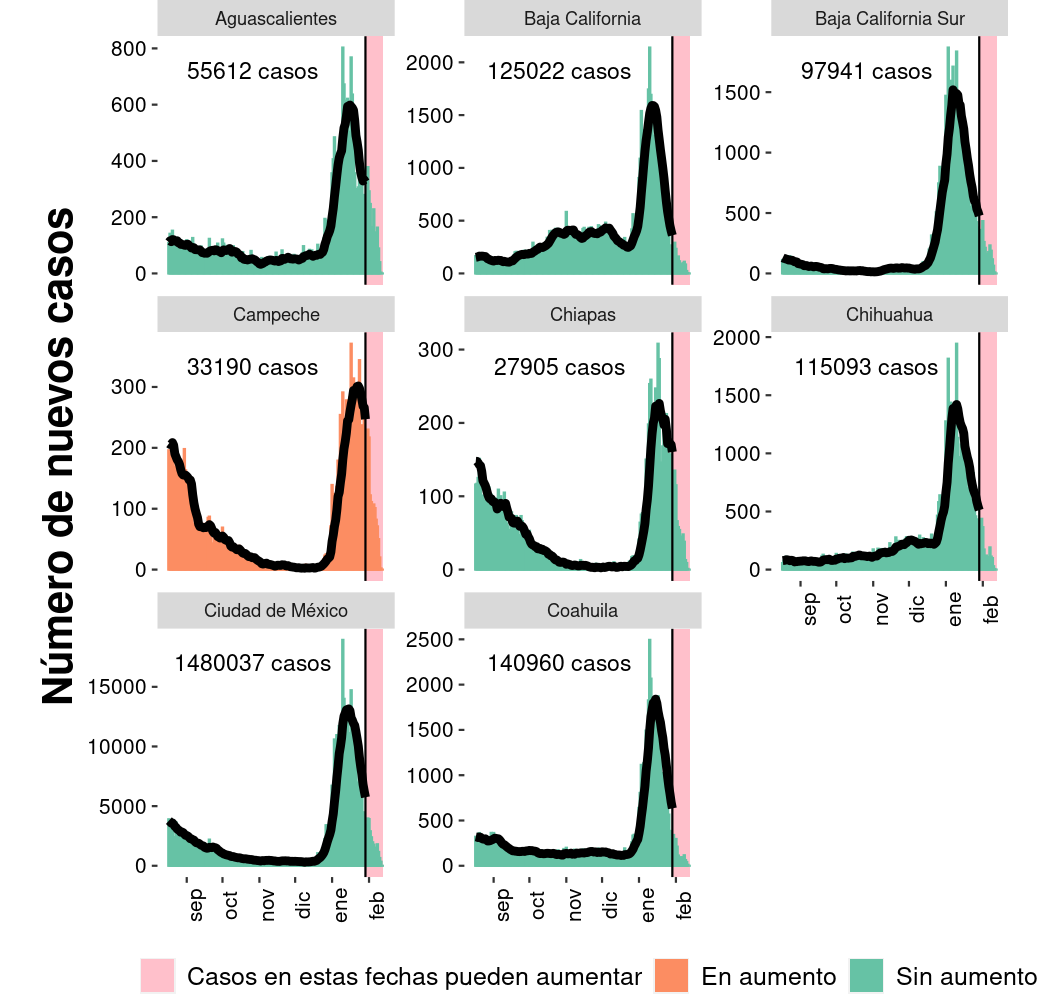 Número de nuevos casos
Aguascalientes
55612 casos
800
600
400
200
0
Baja California
125022 casos
2000
1500
1000
500
0
Baja California Sur
97941 casos
1500
1000
500
0
Campeche
33190 casos
300
200
100
0
Chiapas
27905 casos
300
200
100
0
Chihuahua
115093 casos
2000
1500
1000
500
0
sep oct nov dic ene feb
Ciudad de México
1480037 casos
15000
10000
5000
0
sep oct nov dic ene feb
Coahuila
140960 casos
2500
2000
1500
1000
500
0
sep oct nov dic ene feb
Casos en estas fechas pueden aumentar En aumento Sin aumento